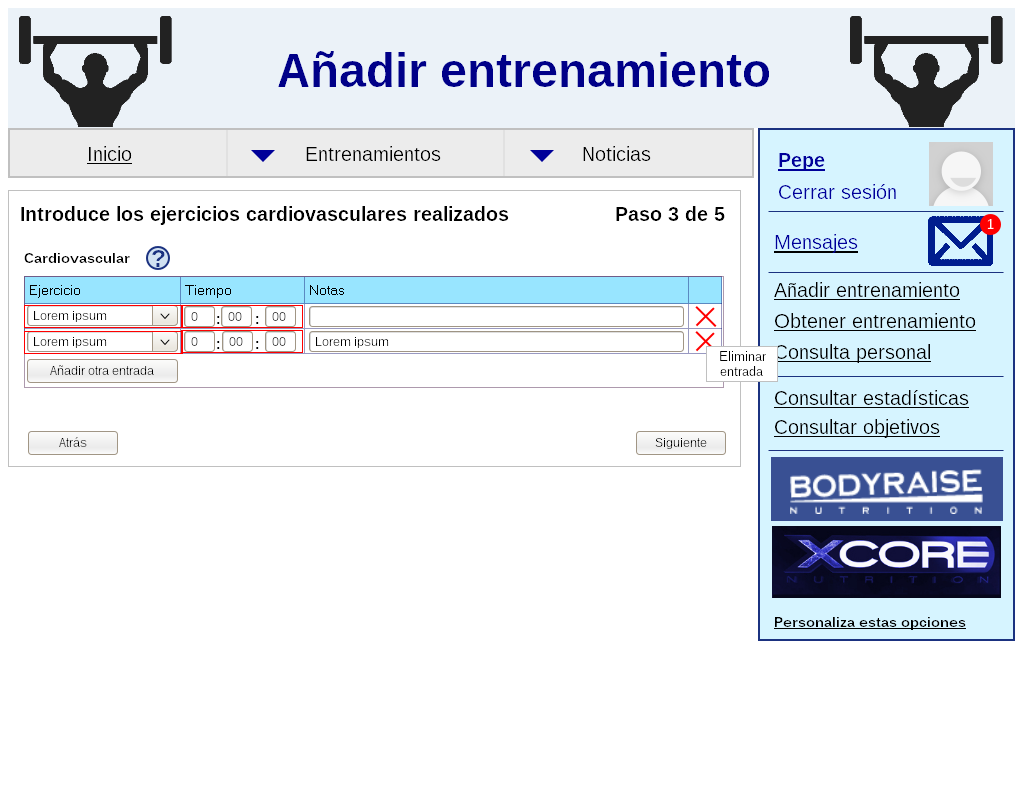 Añadir entrenamiento
Inicio
Entrenamientos
Noticias
Pepe
Cerrar sesión
Mensajes
1
Añadir entrenamiento
Obtener entrenamiento
Consulta personal
Consultar estadísticas
Consultar objetivos
BODYRAISE
NUTRITION
XCORE
NUTRITION
Personaliza estas opciones
Introduce los ejercicios cardiovasculares realizados
Paso 3 de 5
Cardiovascular ?
Ejercicio Tiempo Notas
Lorem ipsum 0 : 00 : 00
Lorem ipsum 0 : 00 : 00 Lorem ipsum
Eliminar
entrada
Añadir otra entrada
Atrás
Siguiente